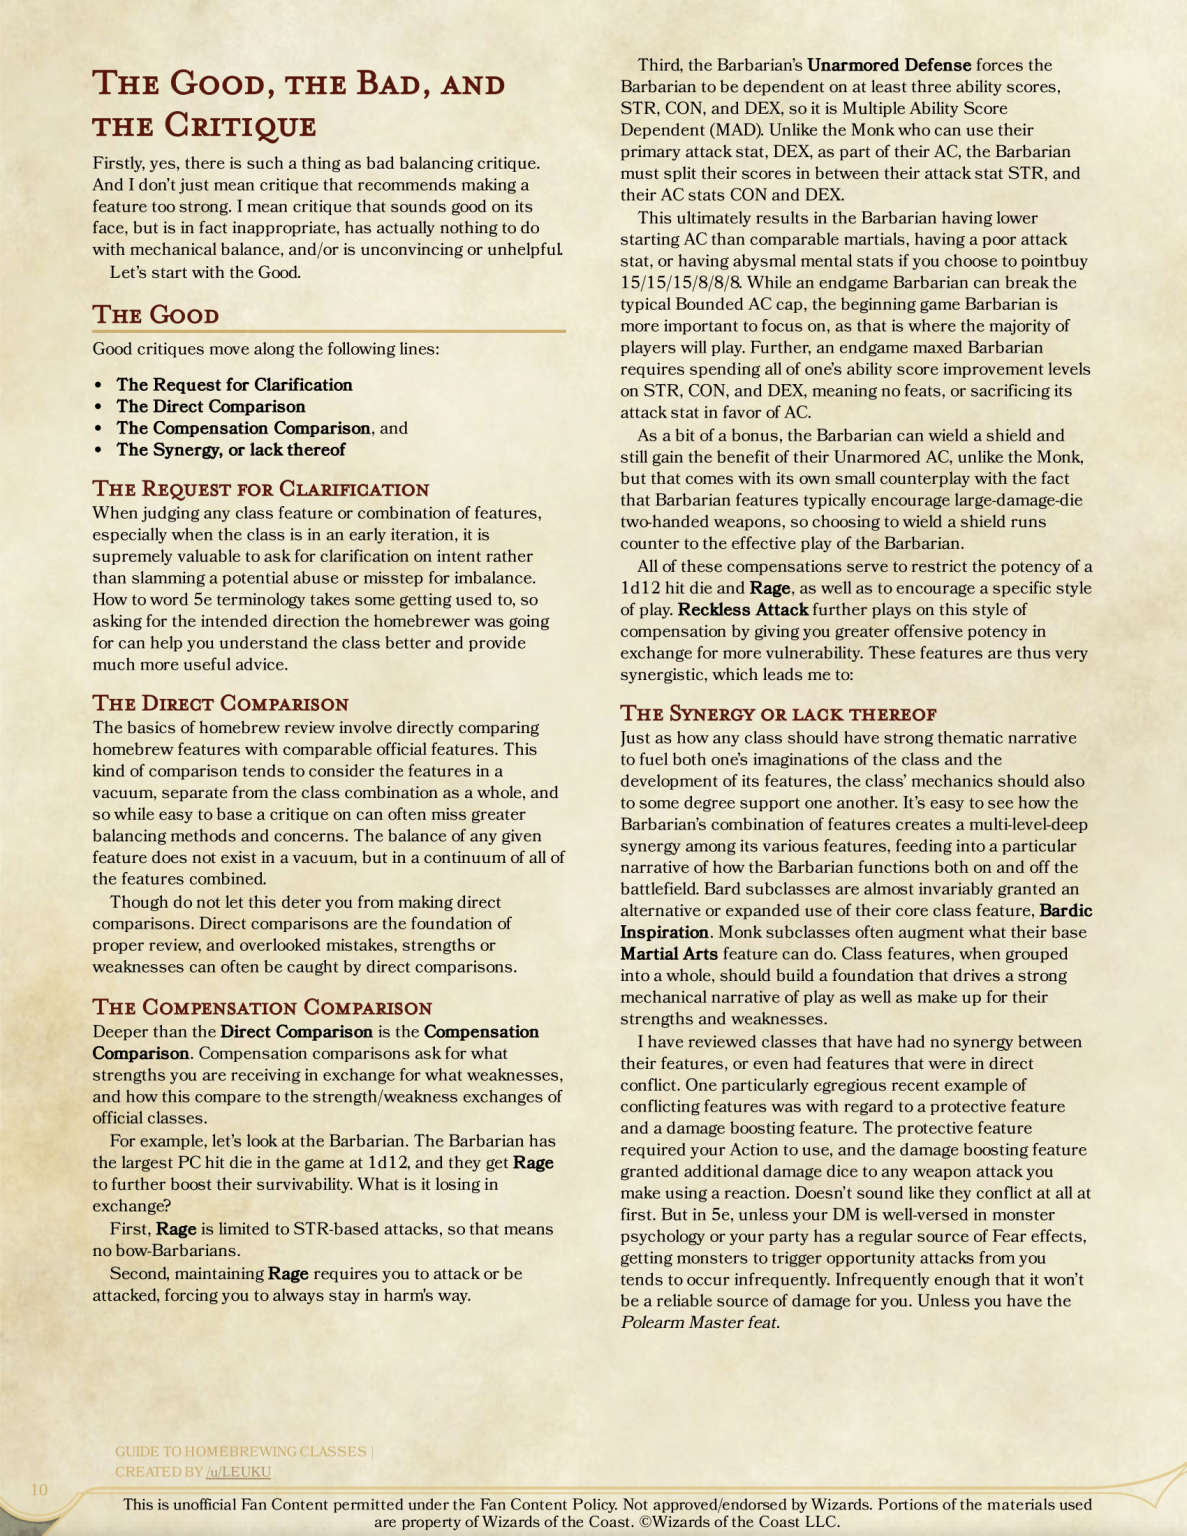 The Good, the Bad, and
the Critique
Firstly, yes, there is such a thing as bad balancing critique.
And I don't just mean critique that recommends making a
feature too strong. I mean critique that sounds good on its
face, but is in fact inappropriate, has actually nothing to do
with mechanical balance, and/or is unconvincing or unhelpful.
Let's start with the Good.
The Good
Good critiques move along the following lines:
• The Request for Clarification
• The Direct Comparison
• The Compensation Comparison, and
• The Synergy, or lack thereof
The Request for Clarification
When judging any class feature or combination of features,
especially when the class is in an early iteration, it is
supremely valuable to ask for clarification on intent rather
than slamming a potential abuse or misstep for imbalance.
How to word 5e terminology takes some getting used to, so
asking for the intended direction the homebrewer was going
for can help you understand the class better and provide
much more useful advice.
The Direct Comparison
The basics of homebrew review involve directly comparing
homebrew features with comparable official features. This
kind of comparison tends to consider the features in a
vacuum, separate from the class combination as a whole, and
so while easy to base a critique on can often miss greater
balancing methods and concerns. The balance of any given
feature does not exist in a vacuum, but in a continuum of all of
the features combined.
Though do not let this deter you from making direct
comparisons. Direct comparisons are the foundation of
proper review, and overlooked mistakes, strengths or
weaknesses can often be caught by direct comparisons.
The Compensation Comparison
Deeper than the Direct Comparison is the Compensation
Comparison. Compensation comparisons ask for what
strengths you are receiving in exchange for what weaknesses,
and how this compare to the strength/weakness exchanges of
official classes.
For example, let's look at the Barbarian. The Barbarian has
the largest PC hit die in the game at 1d12, and they get Rage
to further boost their survivability. What is it losing in
exchange?
First, Rage is limited to STR-based attacks, so that means
no bow-Barbarians.
Second, maintaining Rage requires you to attack or be
attacked, forcing you to always stay in harm's way.
Third, the Barbarian's Unarmored Defense forces the
Barbarian to be dependent on at least three ability scores,
STR, CON, and DEX, so it is Multiple Ability Score
Dependent (MAD). Unlike the Monk who can use their
primary attack stat, DEX, as part of their AC, the Barbarian
must split their scores in between their attack stat STR, and
their AC stats CON and DEX.
This ultimately results in the Barbarian having lower
starting AC than comparable martials, having a poor attack
stat, or having abysmal mental stats if you choose to pointbuy
15/15/15/8/8/8. While an endgame Barbarian can break the
typical Bounded AC cap, the beginning game Barbarian is
more important to focus on, as that is where the majority of
players will play. Further, an endgame maxed Barbarian
requires spending all of one's ability score improvement levels
on STR, CON, and DEX, meaning no feats, or sacrificing its
attack stat in favor of AC.
As a bit of a bonus, the Barbarian can wield a shield and
still gain the benefit of their Unarmored AC, unlike the Monk,
but that comes with its own small counterplay with the fact
that Barbarian features typically encourage large-damage-die
two-handed weapons, so choosing to wield a shield runs
counter to the effective play of the Barbarian.
All of these compensations serve to restrict the potency of a
1d12 hit die and Rage, as well as to encourage a specific style
of play. Reckless Attack further plays on this style of
compensation by giving you greater offensive potency in
exchange for more vulnerability. These features are thus very
synergistic, which leads me to:
The Synergy or lack thereof
Just as how any class should have strong thematic narrative
to fuel both one's imaginations of the class and the
development of its features, the class' mechanics should also
to some degree support one another. It's easy to see how the
Barbarian's combination of features creates a multi-level-deep
synergy among its various features, feeding into a particular
narrative of how the Barbarian functions both on and off the
battlefield. Bard subclasses are almost invariably granted an
alternative or expanded use of their core class feature, Bardic
Inspiration. Monk subclasses often augment what their base
Martial Arts feature can do. Class features, when grouped
into a whole, should build a foundation that drives a strong
mechanical narrative of play as well as make up for their
strengths and weaknesses.
I have reviewed classes that have had no synergy between
their features, or even had features that were in direct
conflict. One particularly egregious recent example of
conflicting features was with regard to a protective feature
and a damage boosting feature. The protective feature
required your Action to use, and the damage boosting feature
granted additional damage dice to any weapon attack you
make using a reaction. Doesn't sound like they conflict at all at
first. But in 5e, unless your DM is well-versed in monster
psychology or your party has a regular source of Fear effects,
getting monsters to trigger opportunity attacks from you
tends to occur infrequently. Infrequently enough that it won't
be a reliable source of damage for you. Unless you have the
Polearm Master feat.
GUIDE TO HOMEBREWING CLASSES |
CREATED BY /u/LEUKU
10
This is unofficial Fan Content permitted under the Fan Content Policy. Not approved/endorsed by Wizards. Portions of the materials used
are property of Wizards of the Coast. ©Wizards of the Coast LLC.